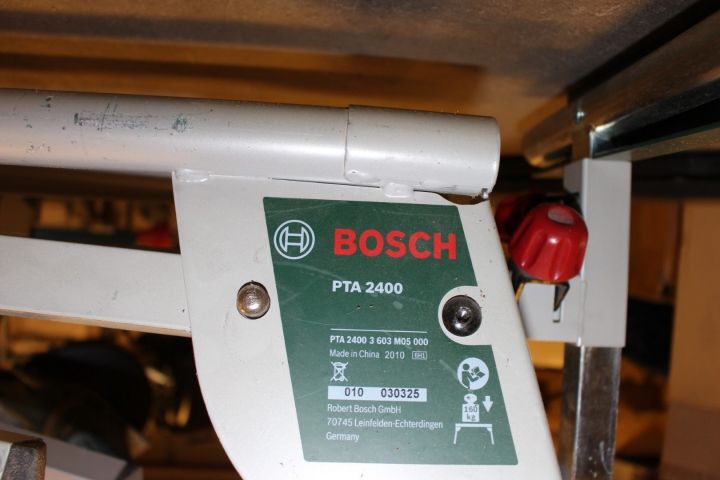 BOSCH
PTA 2400
PTA 2400 3 603 M05 000
Made in China 2010 6H1
010 030325
Robert Bosch GmbH
70745 Leinfelden-Echterdingen
Germany
160
kg